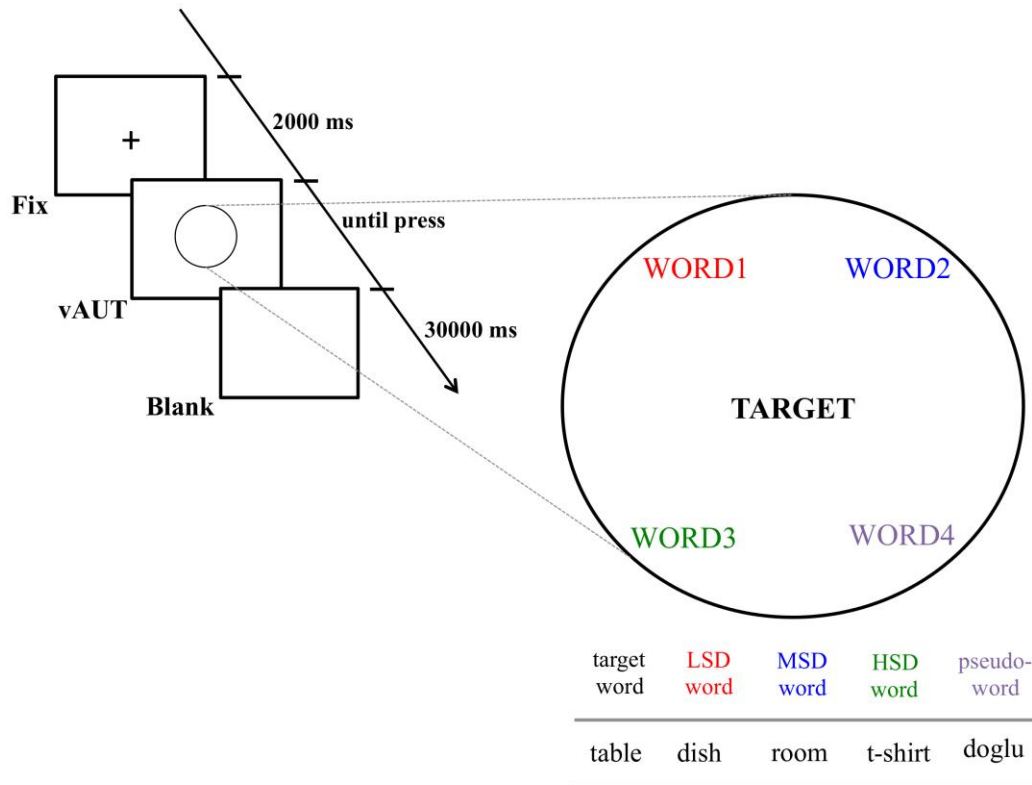 2000 ms
Fix
until press
vAUT
30000 ms
Blank
WORD1 WORD2
TARGET
WORD3 WORD4
target LSD MSD HSD pseudo-
word word word word word
table dish room t-shirt doglu